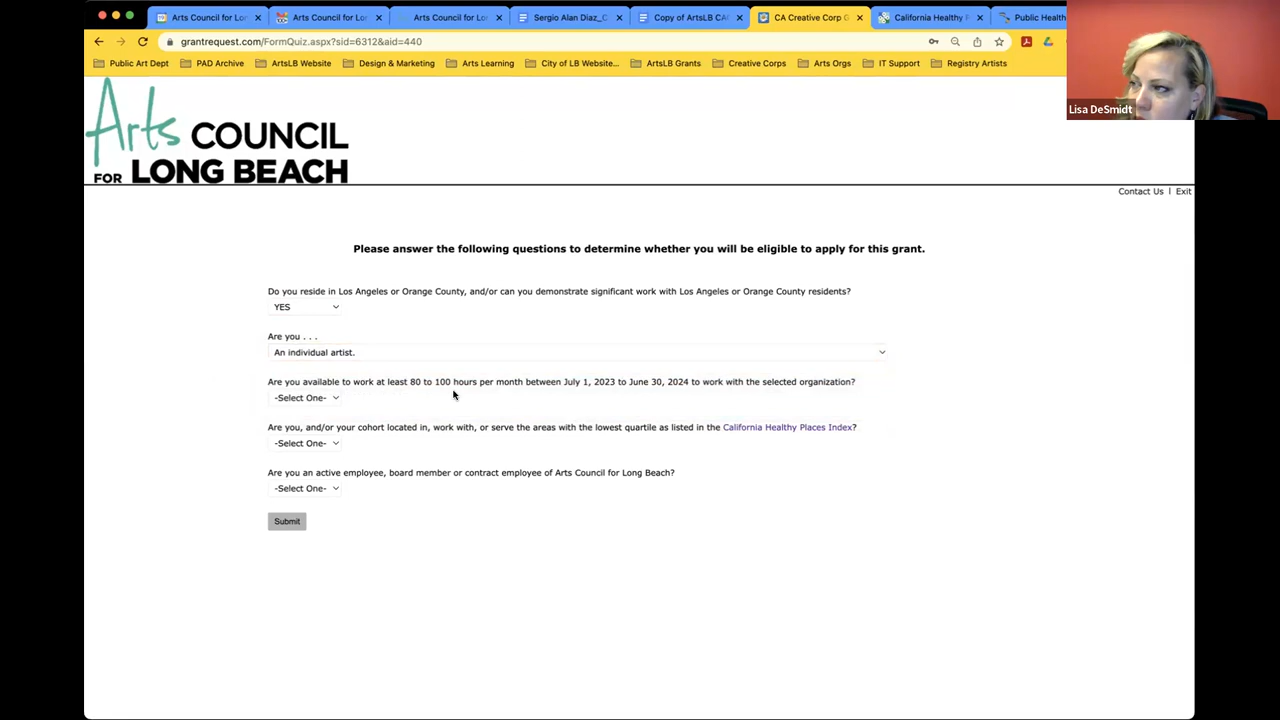 Arts Council for Lon
Arts Council for Lon
Arts Council for Lon
Sergio Alan Diaz_C
Copy of ArtsLB CA
CA Creative Corp G
California Healthy P
Public Health
grantrequest.com/FormQuiz.aspx?sid=6312&aid=440
Public Art Dept
PAD Archive
ArtsLB Website
Design & Marketing
Arts Learning
City of LB Website...
ArtsLB Grants
Creative Corps
Arts Orgs
IT Support
Registry Artists
Lisa DeSmidt
Arts COUNCIL
FOR LONG BEACH
Contact Us | Exit
Please answer the following questions to determine whether you will be eligible to apply for this grant.
Do you reside in Los Angeles or Orange County, and/or can you demonstrate significant work with Los Angeles or Orange County residents?
YES
Are you . . .
An individual artist.
Are you available to work at least 80 to 100 hours per month between July 1, 2023 to June 30, 2024 to work with the selected organization?
-Select One-
Are you, and/or your cohort located in, work with, or serve the areas with the lowest quartile as listed in the California Healthy Places Index?
-Select One-
Are you an active employee, board member or contract employee of Arts Council for Long Beach?
-Select One-
Submit